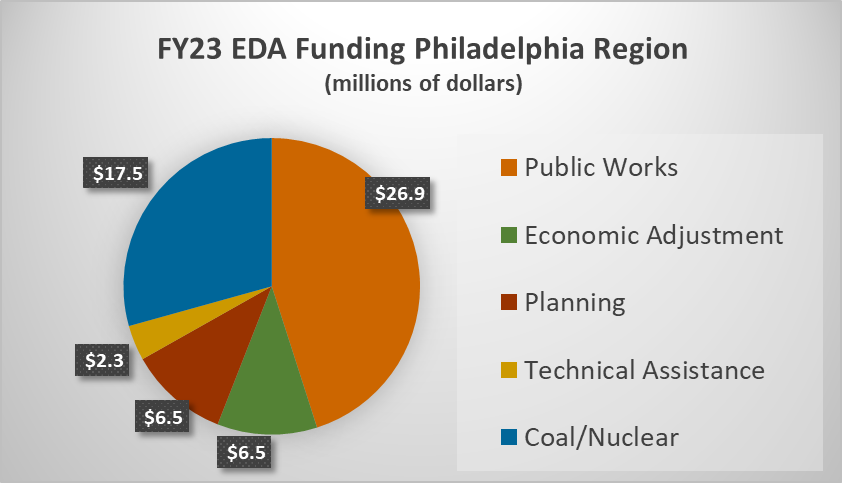 FY23 EDA Funding Philadelphia Region
(millions of dollars)
$17.5
$26.9
$2.3
$6.5
$6.5
Public Works
Economic Adjustment
Planning
Technical Assistance
Coal/Nuclear